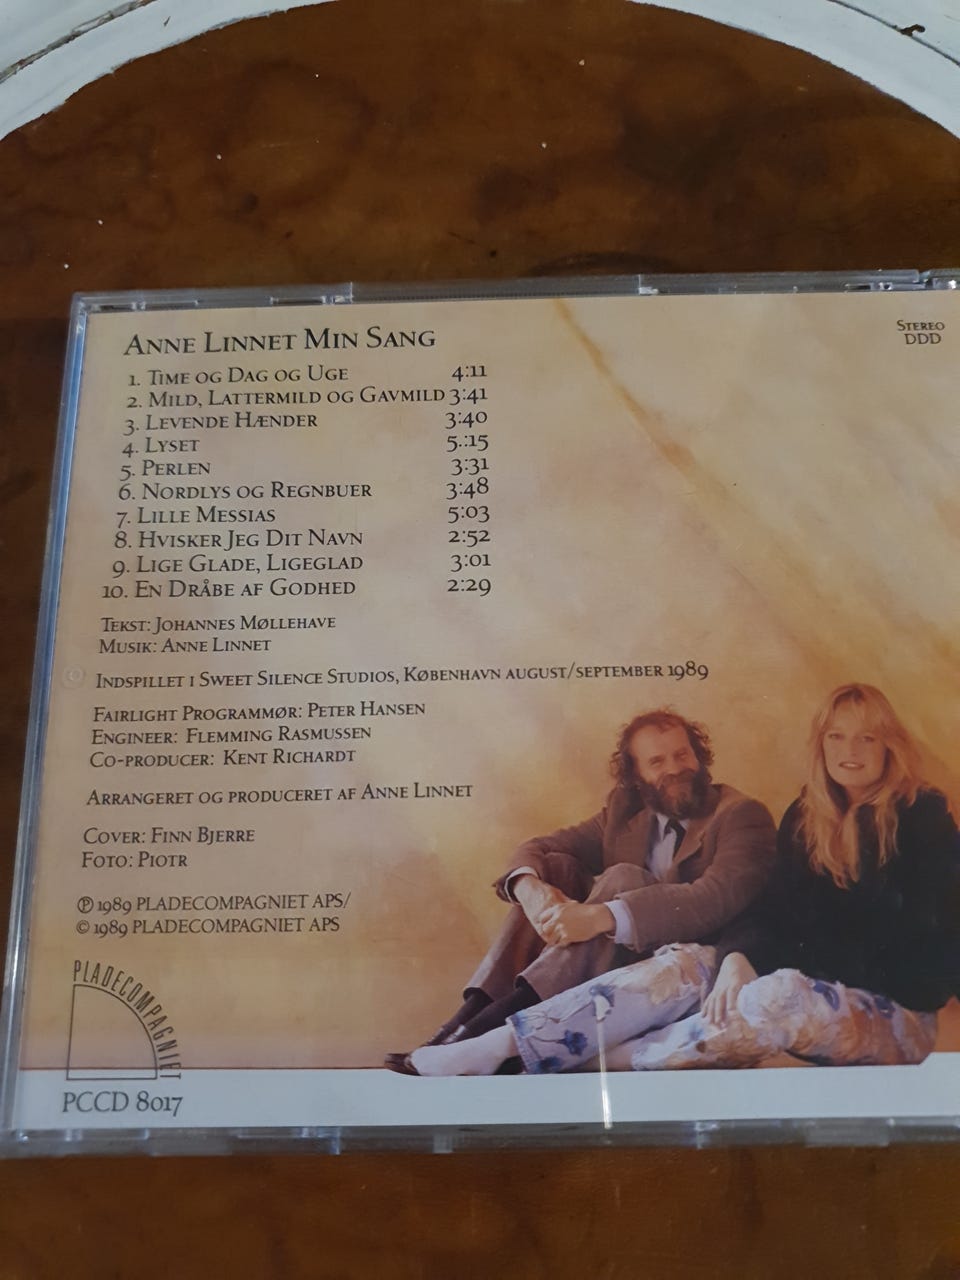 ANNE LINNET MIN SANG
STEREO
DDD
1. TIME OG DAG OG UGE 4:11
2. MILD, LATTERMILD OG GAVMILD 3:41
3. LEVENDE HÆNDER 3:40
4. LYSET 5.:15
5. PERLEN 3:31
6. NORDLYS OG REGNBUER 3:48
7. LILLE MESSIAS 5:03
8. HVISKER JEG DIT NAVN 2:52
9. LIGE GLADE, LIGEGLAD 3:01
10. EN DRÅBE AF GODHED 2:29
TEKST: JOHANNES MØLLEHAVE
MUSIK: ANNE LINNET
INDSPILLET I SWEET SILENCE STUDIOS, KØBENHAVN AUGUST/SEPTEMBER 1989
FAIRLIGHT PROGRAMMØR: PETER HANSEN
ENGINEER: FLEMMING RASMUSSEN
CO-PRODUCER: KENT RICHARDT
ARRANGERET OG PRODUCERET AF ANNE LINNET
COVER: FINN BJERRE
FOTO: PIOTR
℗ 1989 PLADECOMPAGNIET APS/
© 1989 PLADECOMPAGNIET APS
PLADECOMPAGNIET
PCCD 8017